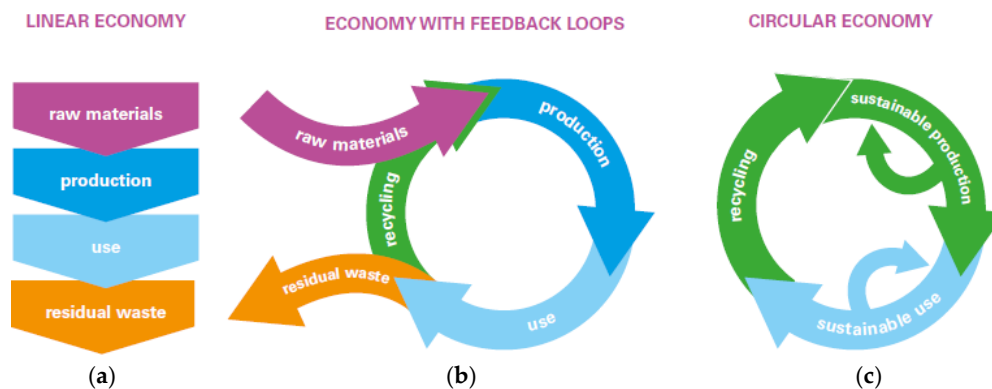 LINEAR ECONOMY
ECONOMY WITH FEEDBACK LOOPS
CIRCULAR ECONOMY
raw materials
production
use
residual waste
raw materials
production
recycling
residual waste
use
sustainable production
recycling
sustainable use
(a)
(b)
(c)